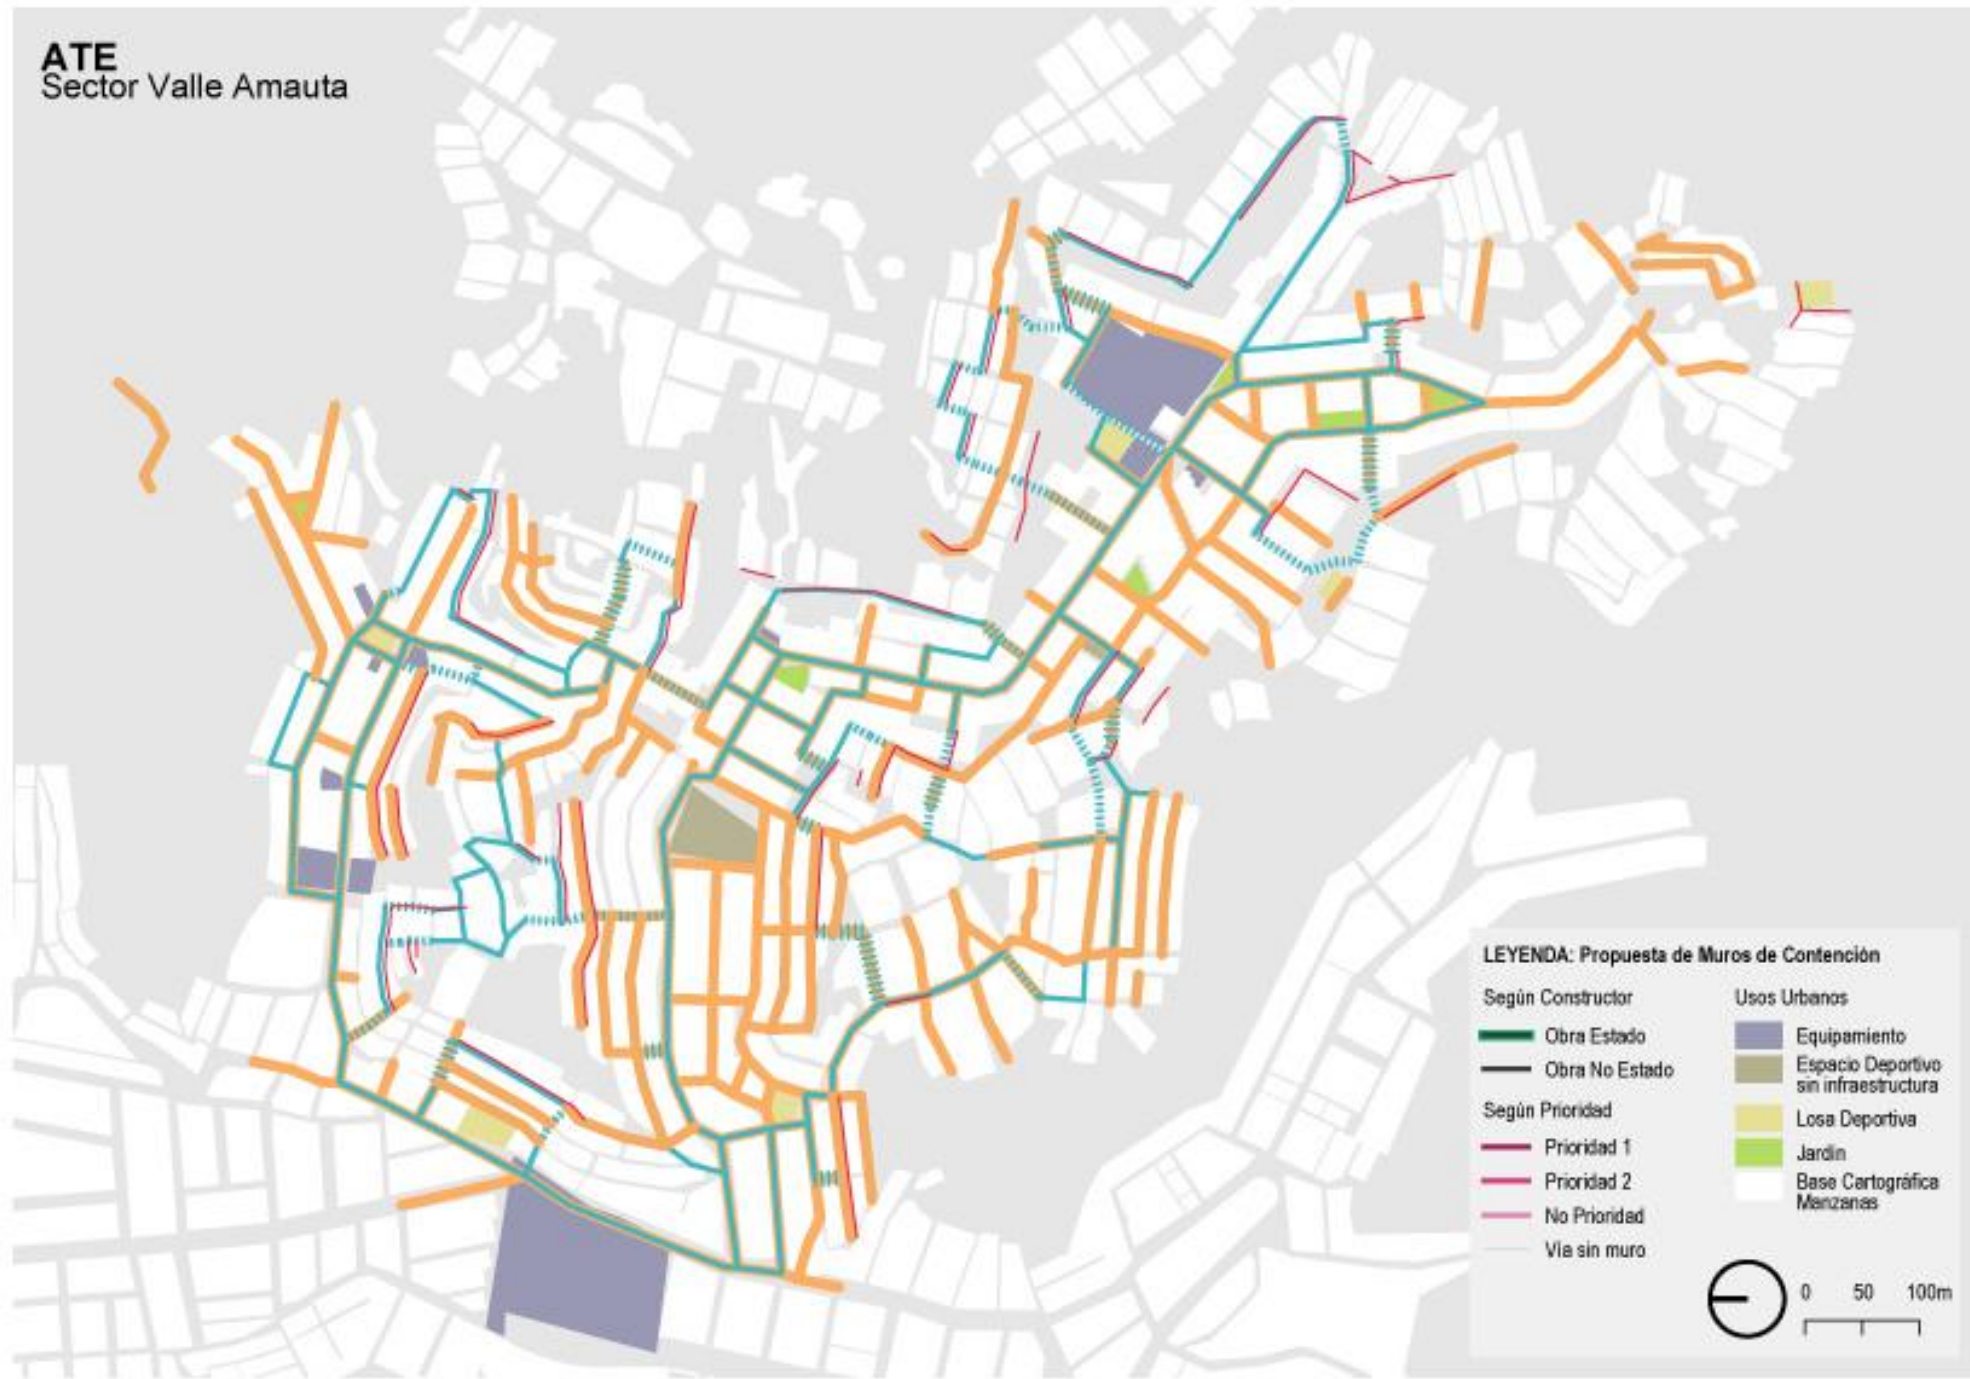 ATE
Sector Valle Amauta
LEYENDA: Propuesta de Muros de Contención
Según Constructor
Obra Estado
Obra No Estado
Según Prioridad
Prioridad 1
Prioridad 2
No Prioridad
Via sin muro
Usos Urbanos
Equipamiento
Espacio Deportivo
sin infraestructura
Losa Deportiva
Jardin
Base Cartográfica
Manzanas
0 50 100m